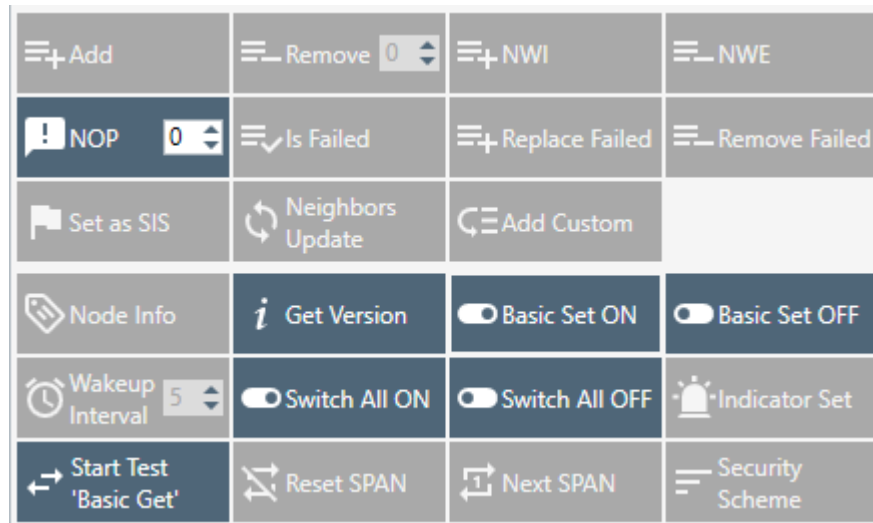 Add
Remove 0
NWI
NWE
! NOP 0
Is Failed
Replace Failed
Remove Failed
Set as SIS
Neighbors
Update
Add Custom
Node Info
i Get Version
Basic Set ON
Basic Set OFF
Wakeup
Interval 5
Switch All ON
Switch All OFF
Indicator Set
Start Test
'Basic Get'
Reset SPAN
1 Next SPAN
Security
Scheme